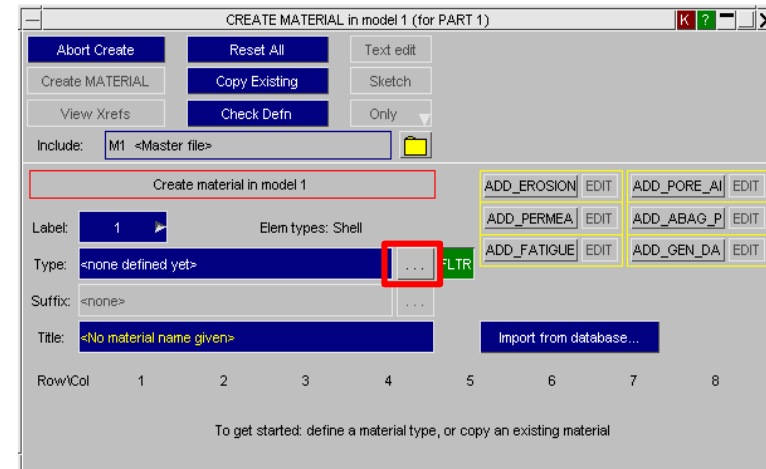 CREATE MATERIAL in model 1 (for PART 1)
K ?
Abort Create Reset All Text edit
Create MATERIAL Copy Existing Sketch
View Xrefs Check Defn Only
Include: M1 <Master file>
Create material in model 1
ADD_EROSION EDIT ADD_PORE_AI EDIT
Label: 1 Elem types: Shell
ADD_PERMEA EDIT ADD_ABAG_P EDIT
Type: <none defined yet> ... FLTR
ADD_FATIGUE EDIT ADD_GEN_DA EDIT
Suffix: <none> ...
Title: <No material name given> Import from database...
Row\Col 1 2 3 4 5 6 7 8
To get started: define a material type, or copy an existing material